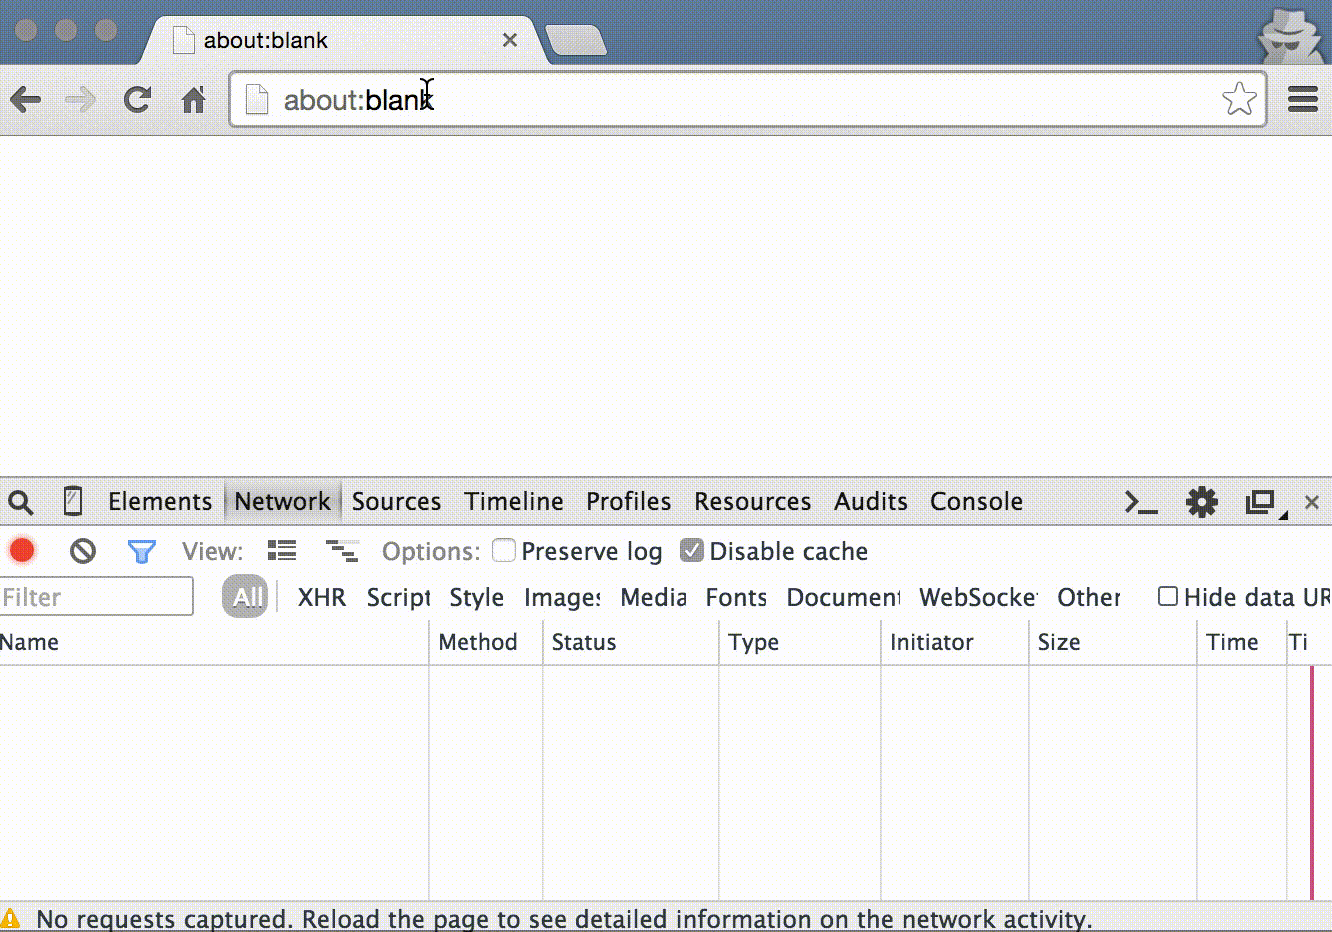 about:blank
about:blank
Elements Network Sources Timeline Profiles Resources Audits Console
View: Options: Preserve log Disable cache
Filter All XHR Script Style Images Media Fonts Document WebSocke Other Hide data UR
Name Method Status Type Initiator Size Time Ti
No requests captured. Reload the page to see detailed information on the network activity.